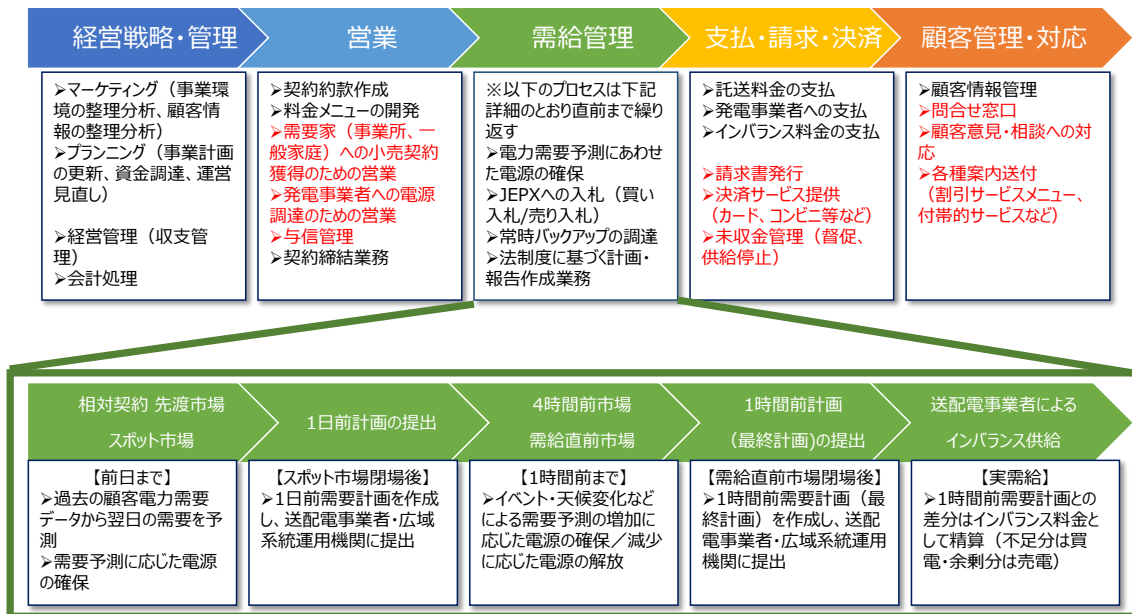 経営戦略・管理
営業
需給管理
支払・請求・決済
顧客管理・対応
➢マーケティング（事業環
境の整理分析、顧客情
報の整理分析）
➢プランニング（事業計画
の更新、資金調達、運営
見直し）
➢経営管理（収支管
理）
➢会計処理
➢契約約款作成
➢料金メニューの開発
➢需要家（事業所、一
般家庭）への小売契約
獲得のための営業
➢発電事業者への電源
調達のための営業
➢与信管理
➢契約締結業務
※以下のプロセスは下記
詳細のとおり直前まで繰り
返す
➢電力需要予測にあわせ
た電源の確保
➢JEPXへの入札（買い
入札/売り入札）
➢常時バックアップの調達
➢法制度に基づく計画・
報告作成業務
➢託送料金の支払
➢発電事業者への支払
➢インバランス料金の支払
➢請求書発行
➢決済サービス提供
（カード、コンビニ等など）
➢未収金管理（督促、
供給停止）
➢顧客情報管理
➢問合せ窓口
➢顧客意見・相談への対
応
➢各種案内送付
（割引サービスメニュー、
付帯的サービスなど）
相対契約 先渡市場
スポット市場
1日前計画の提出
4時間前市場
需給直前市場
1時間前計画
(最終計画)の提出
送配電事業者による
インバランス供給
【前日まで】
➢過去の顧客電力需要
データから翌日の需要を予
測
➢需要予測に応じた電源
の確保
【スポット市場閉場後】
➢1日前需要計画を作成
し、送配電事業者・広域
系統運用機関に提出
【1時間前まで】
➢イベント・天候変化など
による需要予測の増加に
応じた電源の確保／減少
に応じた電源の解放
【需給直前市場閉場後】
➢1時間前需要計画（最
終計画）を作成し、送配
電事業者・広域系統運用
機関に提出
【実需給】
➢1時間前需要計画との
差分はインバランス料金と
して精算（不足分は買
電・余剰分は売電）